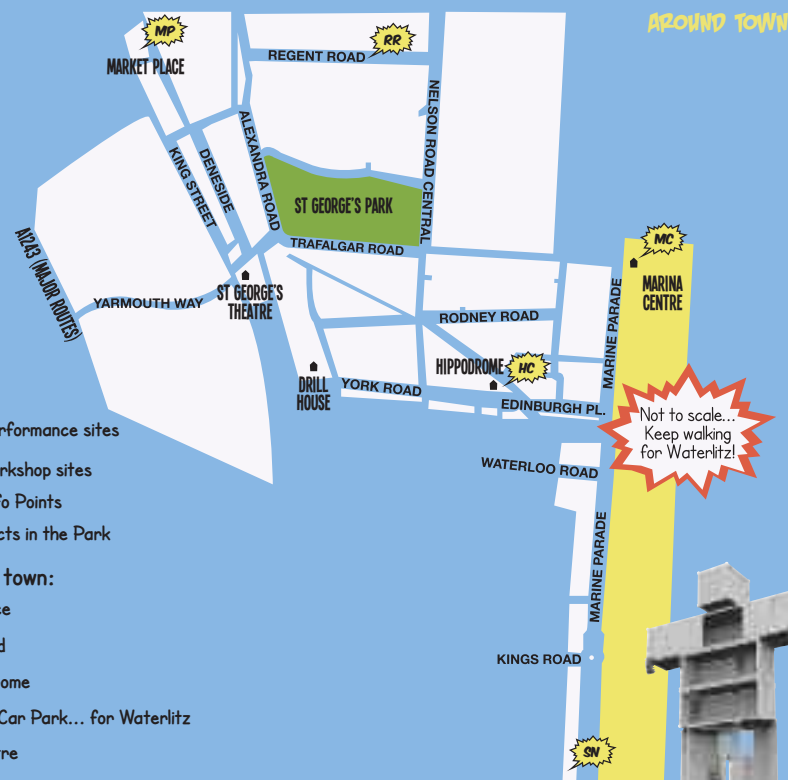 AROUND TOWN
MP
MARKET PLACE
RR
REGENT ROAD
NELSON ROAD CENTRAL
ALEXANDRA ROAD
DENESIDE
KING STREET
ST GEORGE'S PARK
TRAFALGAR ROAD
A1243 (MAJOR ROUTES)
YARMOUTH WAY
ST GEORGE'S
THEATRE
MC
MARINA
CENTRE
MARINE PARADE
RODNEY ROAD
HIPPODROME
HC
DRILL
HOUSE
YORK ROAD
EDINBURGH PL.
Not to scale...
Keep walking
for Waterlitz!
WATERLOO ROAD
MARINE PARADE
KINGS ROAD
SN
rformance sites
rkshop sites
fo Points
cts in the Park
town:
ce
d
ome
Car Park... for Waterlitz
tre